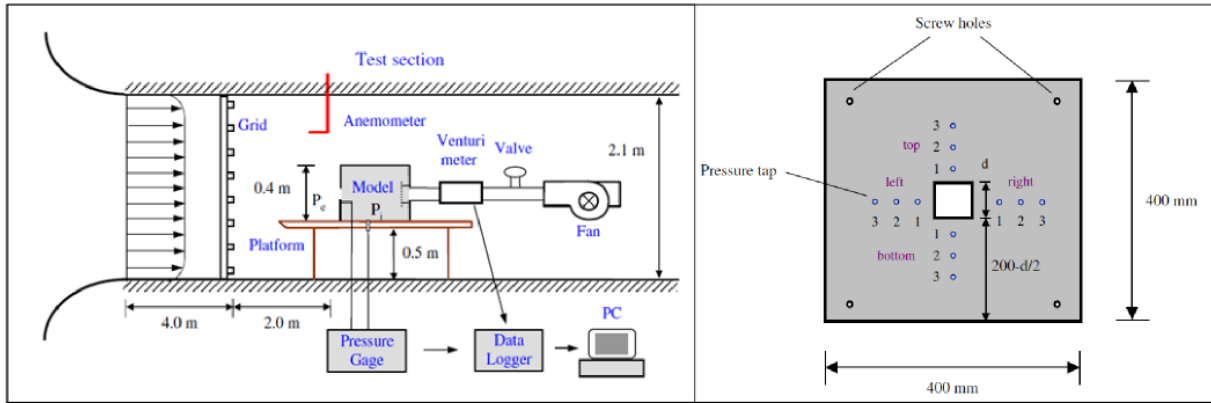 Test section
Grid
Anemometer
Venturi
meter
Valve
2.1 m
0.4 m
Model
Pe
Pi
Fan
Platform
0.5 m
4.0 m
2.0 m
PC
Pressure
Gage
Data
Logger
Screw holes
3
top
2
1
d
Pressure tap
left
right
3 2 1
1 2 3
400 mm
1
bottom
2
200-d/2
3
400 mm